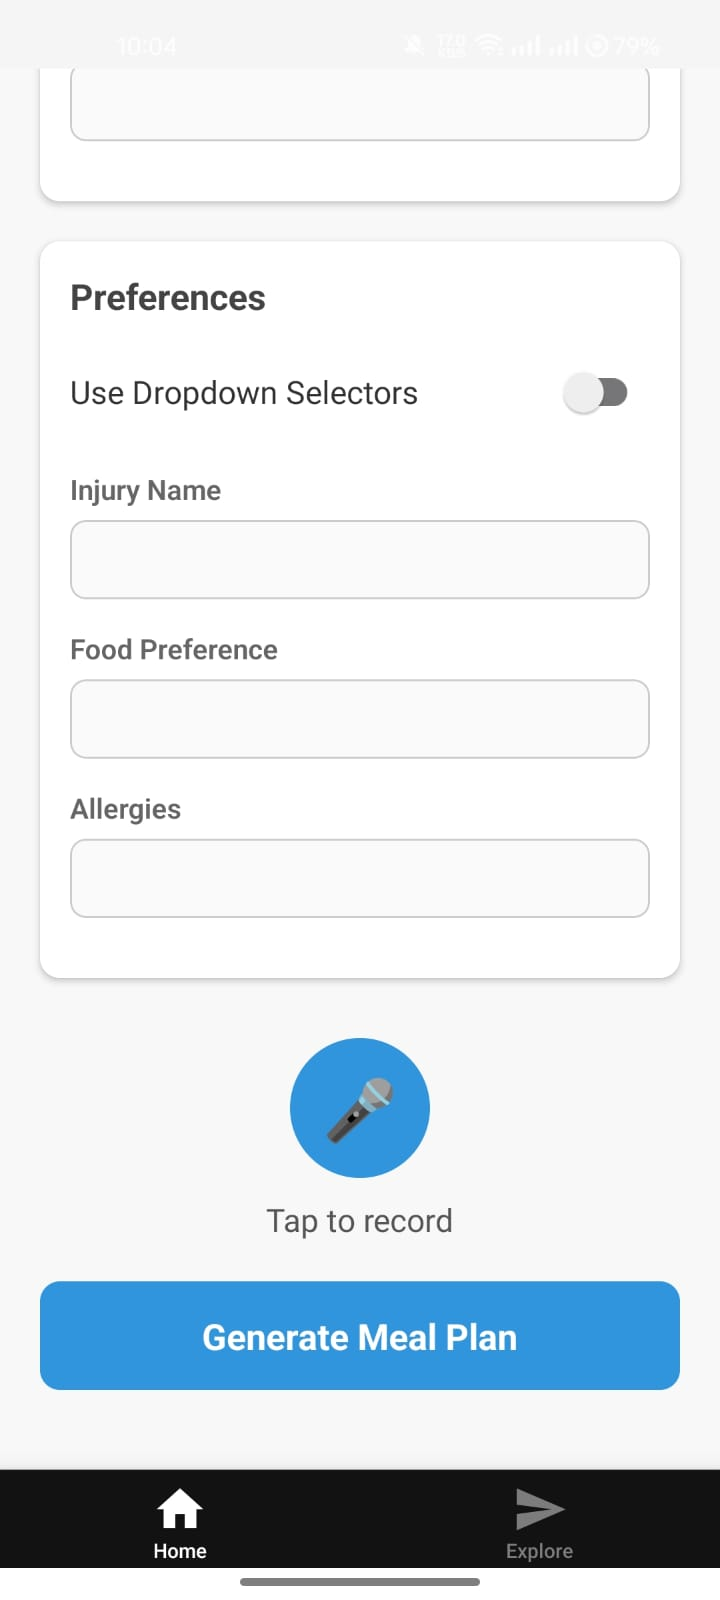 10:04
79%
Preferences
Use Dropdown Selectors
Injury Name
Food Preference
Allergies
Tap to record
Generate Meal Plan
Home
Explore